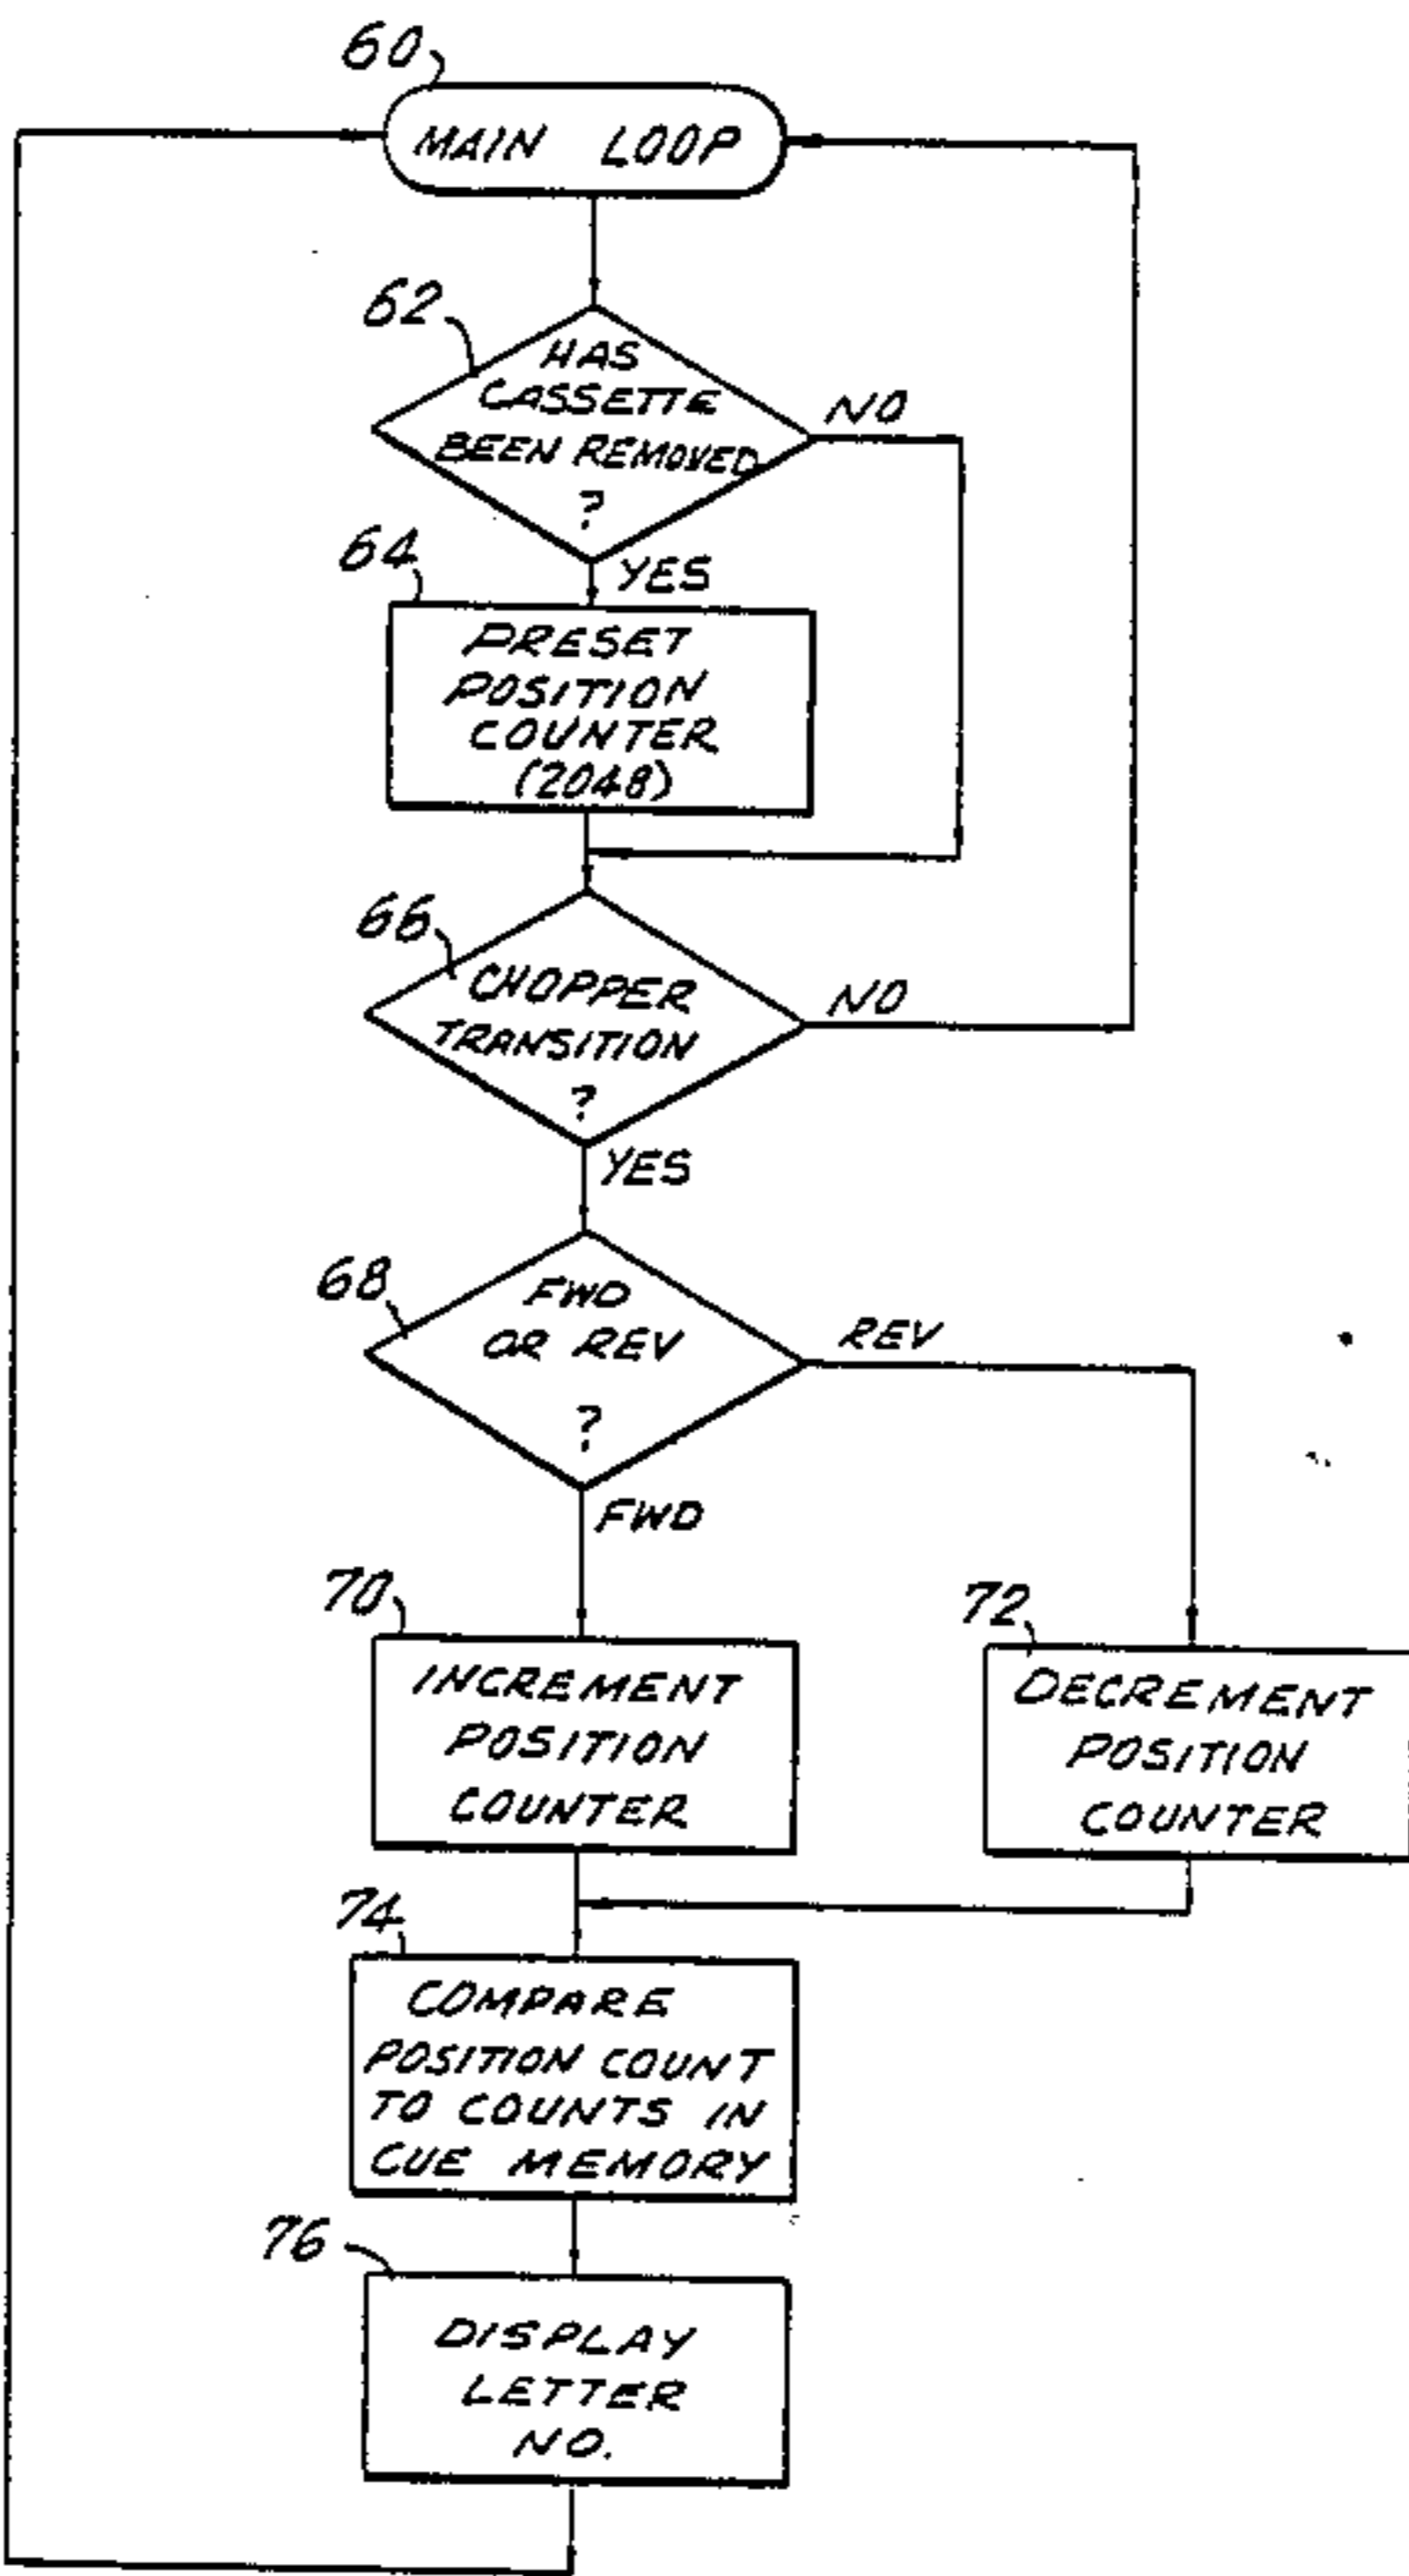 60
MAIN LOOP
62
HAS
CASSETTE
BEEN REMOVED
?
NO
YES
64
PRESET
POSITION
COUNTER
(2048)
66
CHOPPER
TRANSITION
?
NO
YES
68
FWD
OR REV
?
REV
FWD
70
INCREMENT
POSITION
COUNTER
72
DECREMENT
POSITION
COUNTER
74
COMPARE
POSITION COUNT
TO COUNTS IN
CUE MEMORY
76
DISPLAY
LETTER
NO.